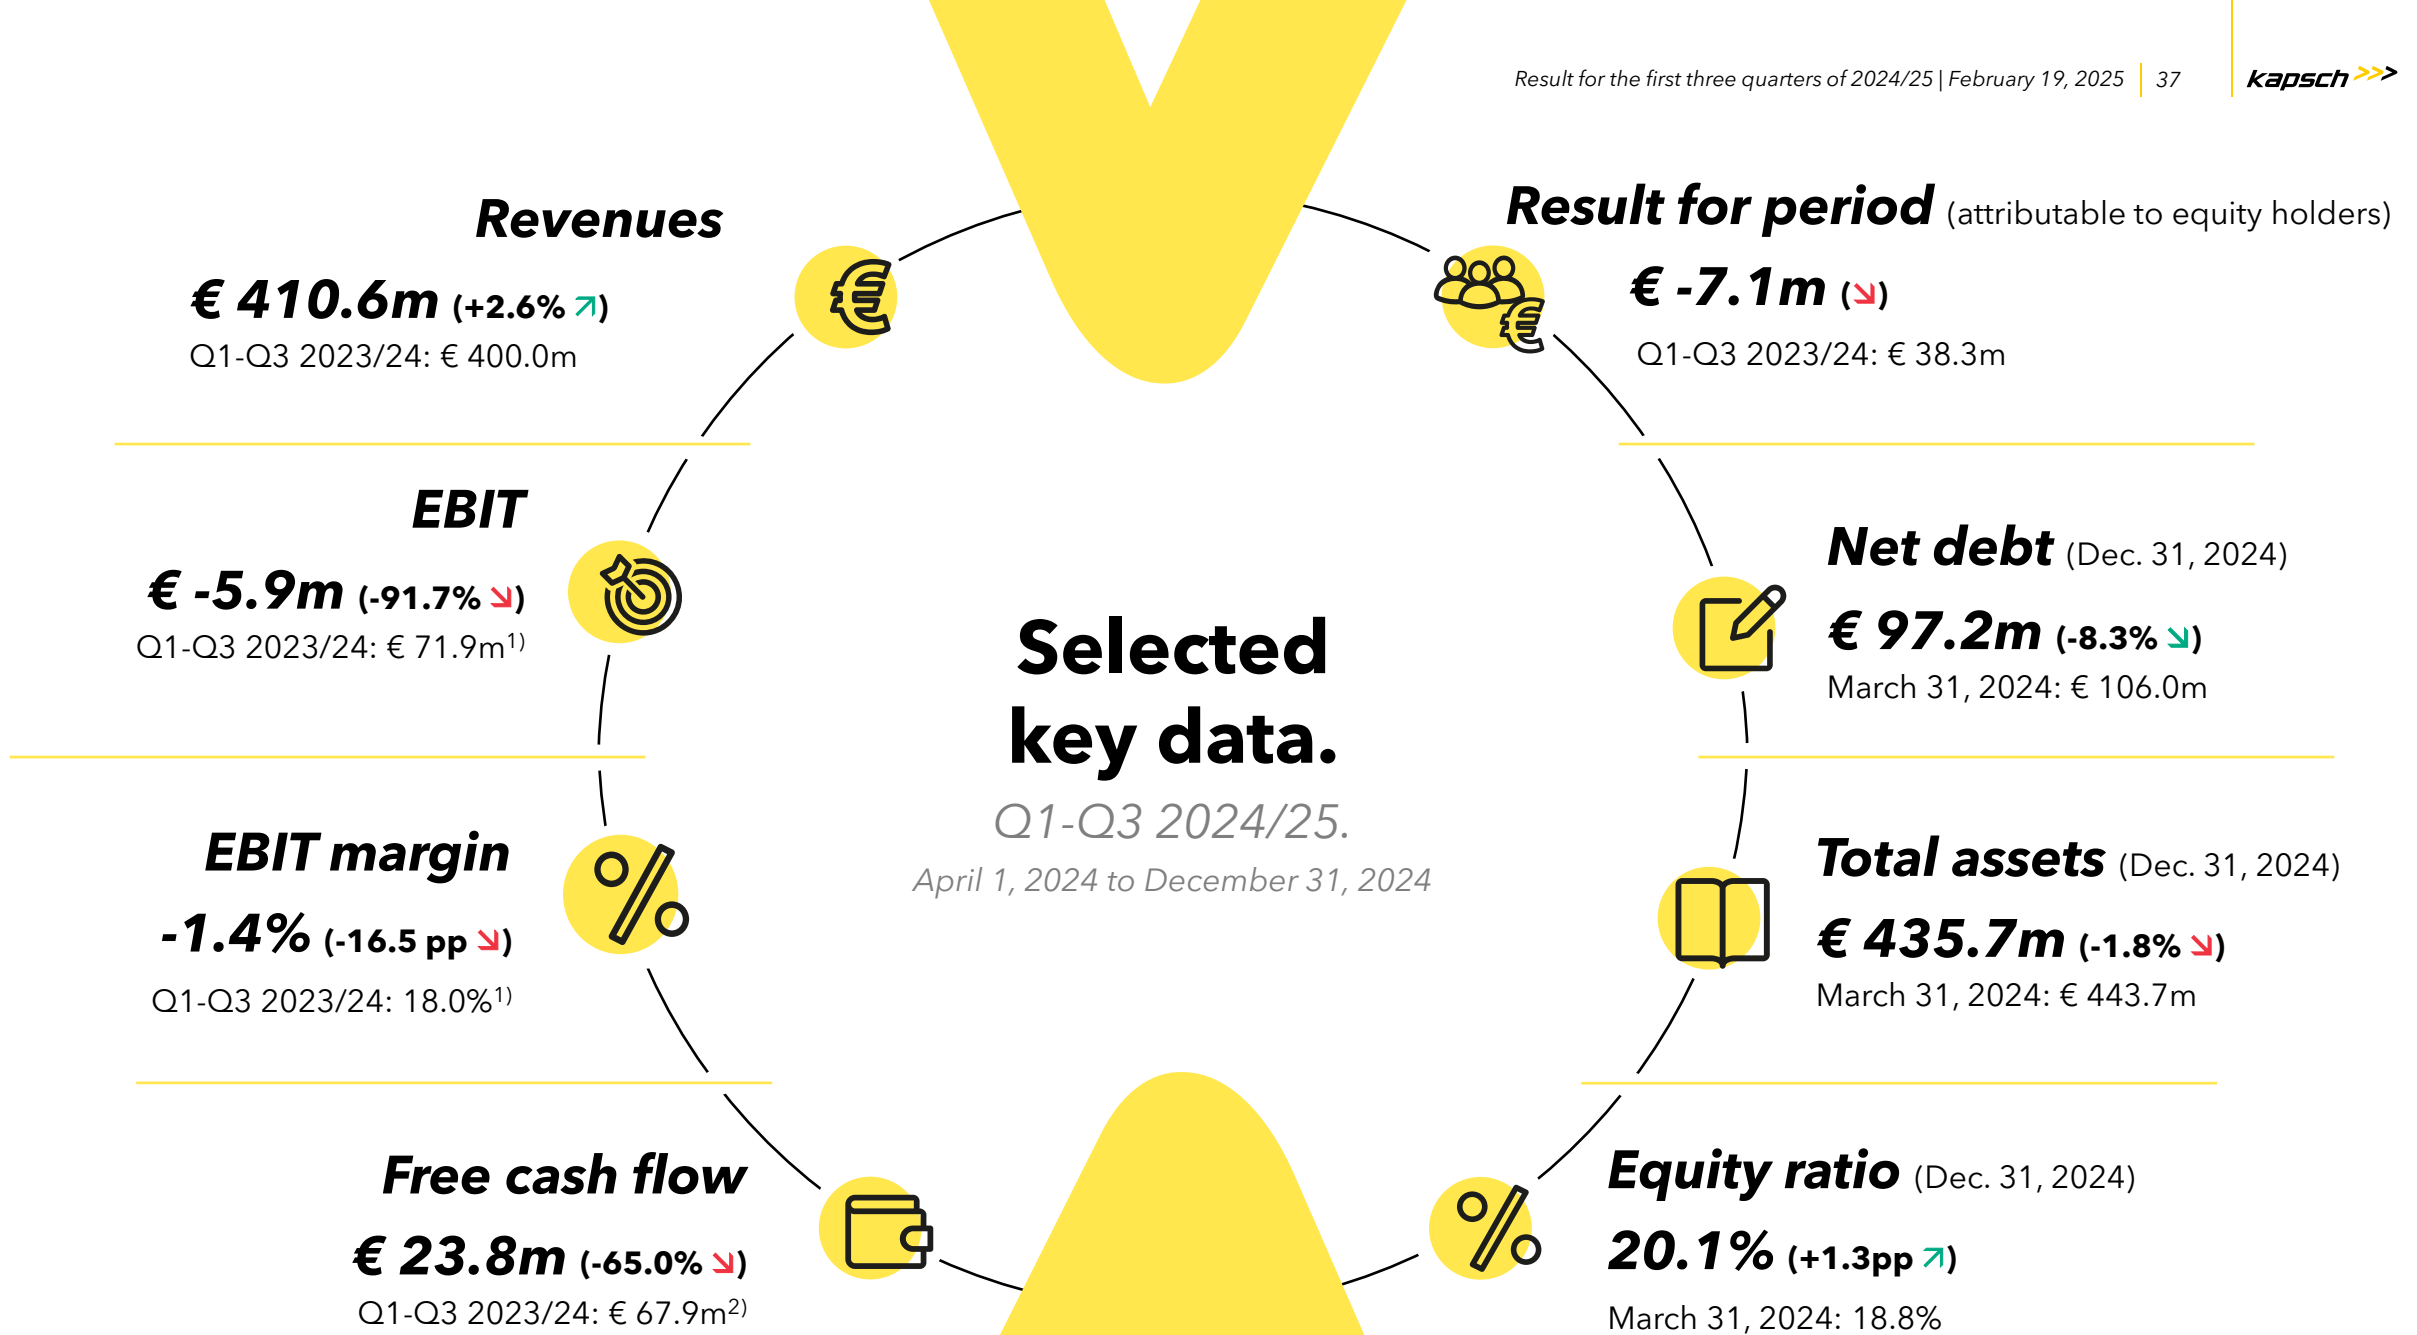 Result for the first three quarters of 2024/25 | February 19, 2025 37 kapsch >>>
Revenues
€ 410.6m (+2.6% ↗)
Q1-Q3 2023/24: € 400.0m
EBIT
€ -5.9m (-91.7% ↘)
Q1-Q3 2023/24: € 71.9m1)
EBIT margin
-1.4% (-16.5 pp ↘)
Q1-Q3 2023/24: 18.0%1)
Free cash flow
€ 23.8m (-65.0% ↘)
Q1-Q3 2023/24: € 67.9m2)
Selected
key data.
Q1-Q3 2024/25.
April 1, 2024 to December 31, 2024
Result for period (attributable to equity holders)
€ -7.1m (↘)
Q1-Q3 2023/24: € 38.3m
Net debt (Dec. 31, 2024)
€ 97.2m (-8.3% ↘)
March 31, 2024: € 106.0m
Total assets (Dec. 31, 2024)
€ 435.7m (-1.8% ↘)
March 31, 2024: € 443.7m
Equity ratio (Dec. 31, 2024)
20.1% (+1.3pp ↗)
March 31, 2024: 18.8%